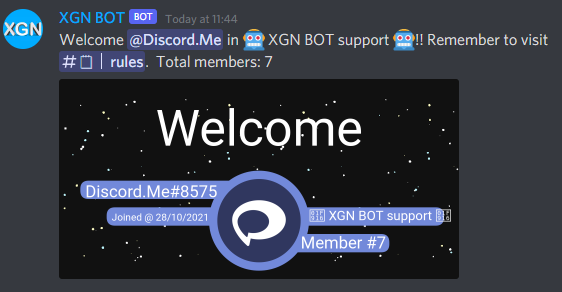 XGN
XGN BOT BOT Today at 11:44
Welcome @Discord.Me in 🤖 XGN BOT support 🤖!! Remember to visit
#📋｜rules. Total members: 7
Welcome
Discord.Me#8575
Joined @ 28/10/2021
XGN BOT support
Member #7